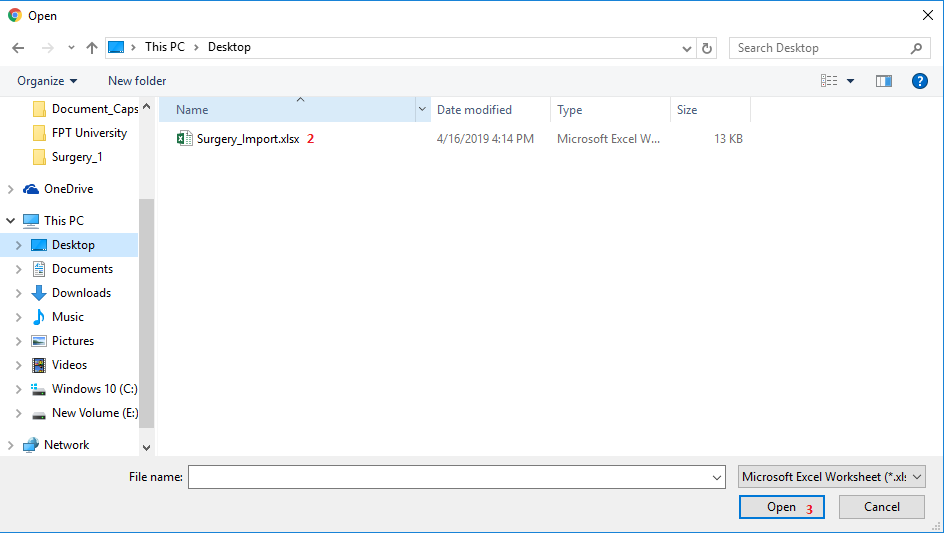 Open
This PC > Desktop
Search Desktop
Organize
New folder
Name
Date modified
Type
Size
Document_Caps
FPT University
Surgery_1
OneDrive
This PC
Desktop
Documents
Downloads
Music
Pictures
Videos
Windows 10 (C:)
New Volume (E:)
Network
Surgery_Import.xlsx 2 4/16/2019 4:14 PM Microsoft Excel W... 13 KB
File name:
Microsoft Excel Worksheet (*.xls
Open 3
Cancel